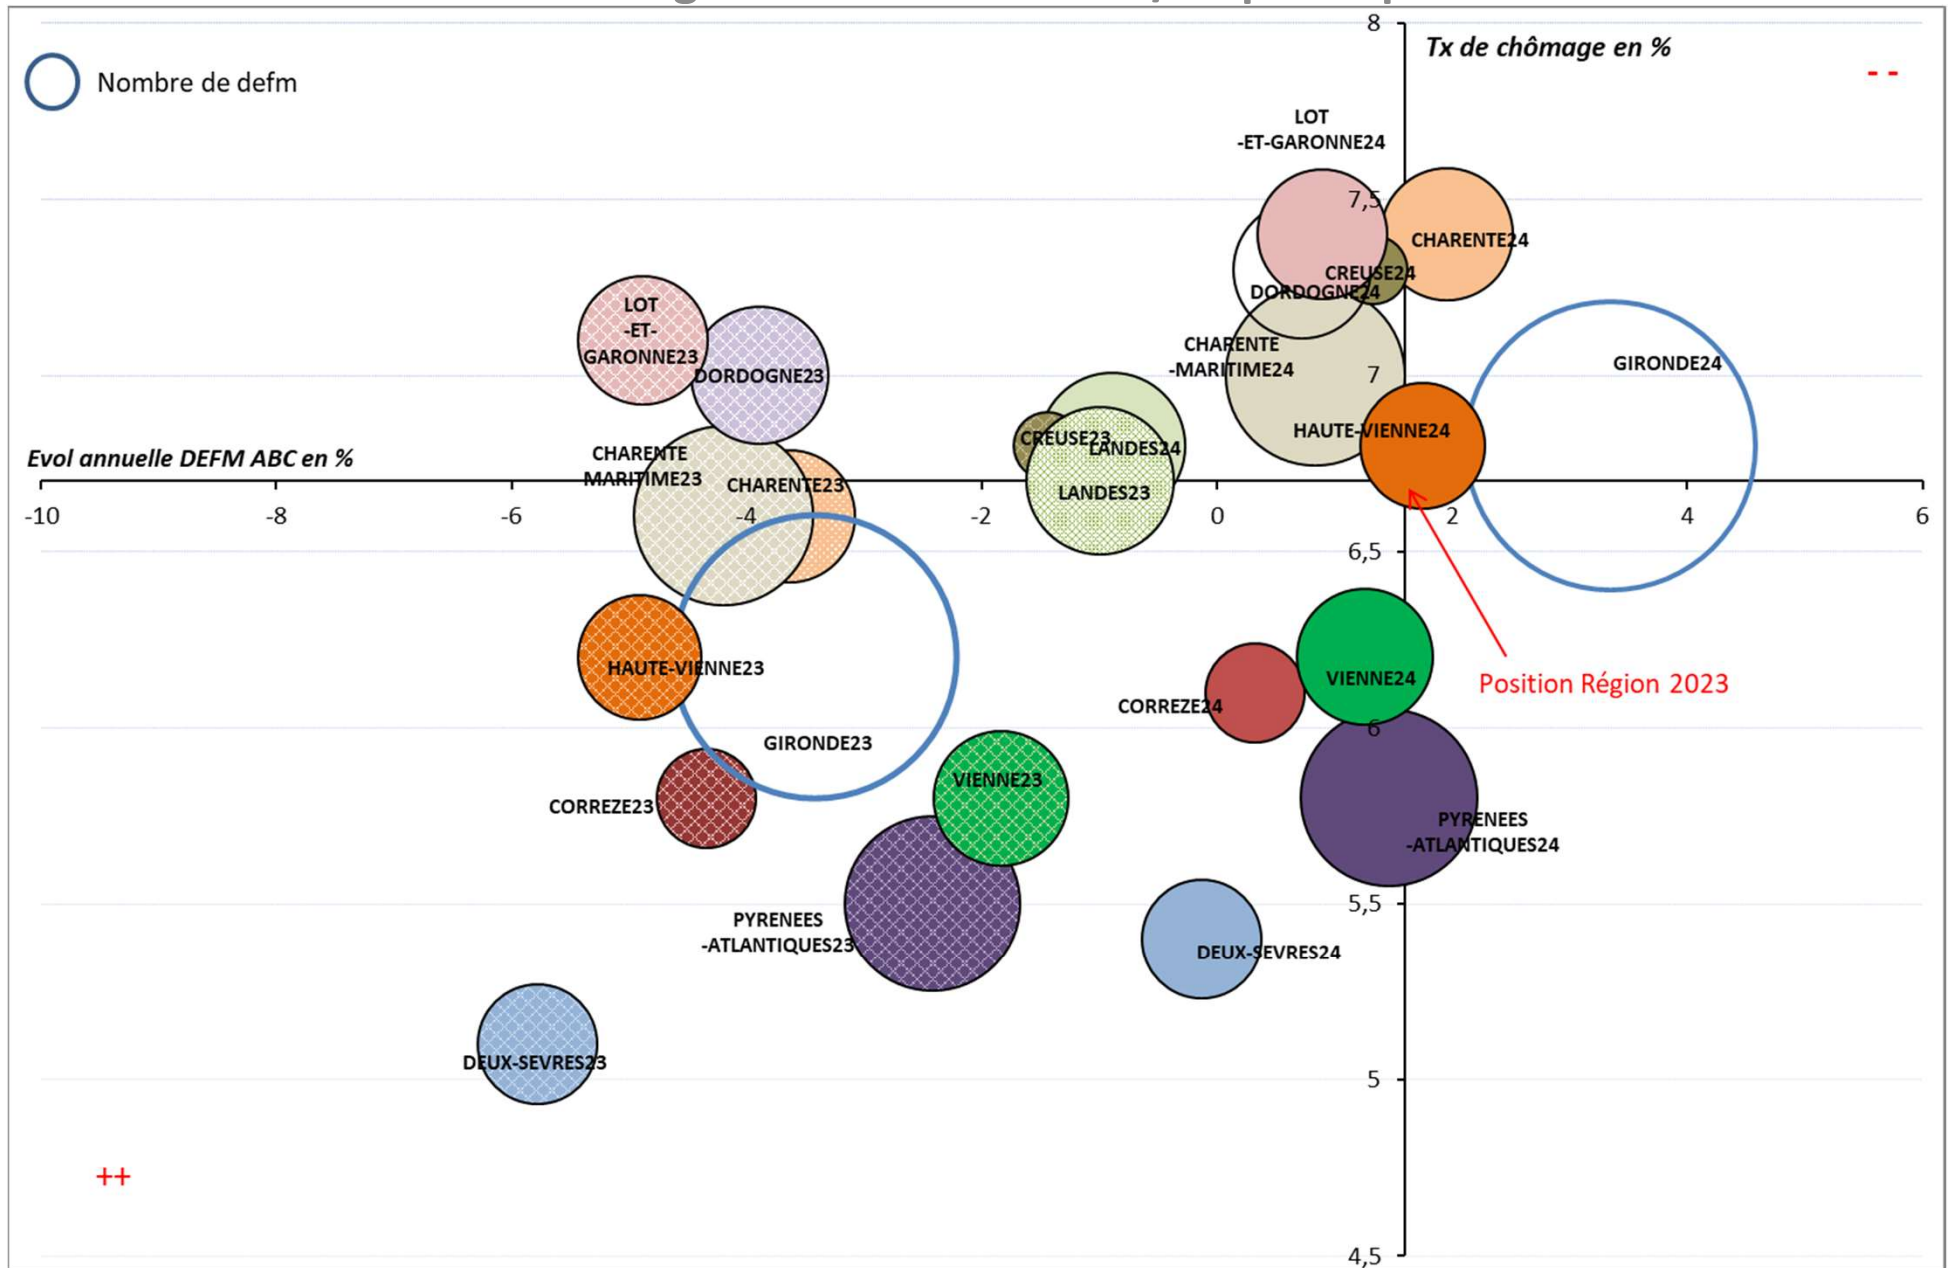 8
Tx de chômage en %
- -
Nombre de defm
LOT
-ET-GARONNE24
7,5
CHARENTE24
CREUSE24
DORDOGNE24
LOT
-ET-
GARONNE23
DORDOGNE23
CHARENTE
-MARITIME24
7
GIRONDE24
HAUTE-VIENNE24
CREUSE23
LANDES24
CHARENTE
MARITIME23
Evol annuelle DEFM ABC en %
CHARENTE23
LANDES23
-10
-8
-6
-4
-2
0
2
4
6
6,5
HAUTE-VIENNE23
VIENNE24
Position Région 2023
CORREZE24
6
GIRONDE23
VIENNE23
CORREZE23
PYRENEES
-ATLANTIQUES24
5,5
PYRENEES
-ATLANTIQUES23
DEUX-SEVRES24
DEUX-SEVRES23
5
++
4,5